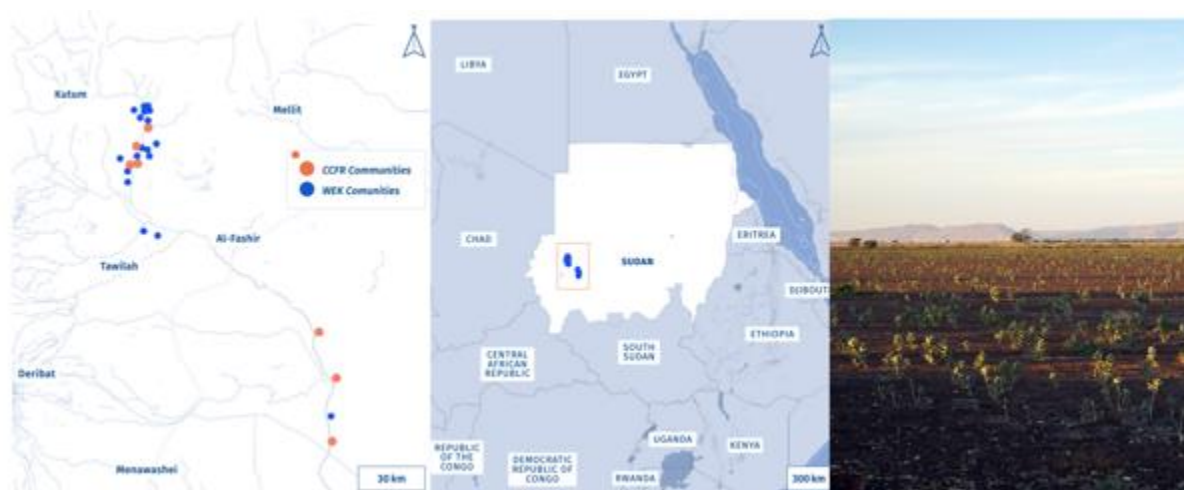 Kutum
Mellit
CCFR Communities
WEK Comunities
Al-Fashir
Tawilah
Deribat
Menawashei
30 km
LIBYA
EGYPT
CHAD
ERITREA
SUDAN
DJIBOUTI
ETHIOPIA
SOUTH
SUDAN
CENTRAL
AFRICAN
REPUBLIC
UGANDA
KENYA
REPUBLIC
OF THE
CONGO
DEMOCRATIC
REPUBLIC OF
CONGO
RWANDA
300 km